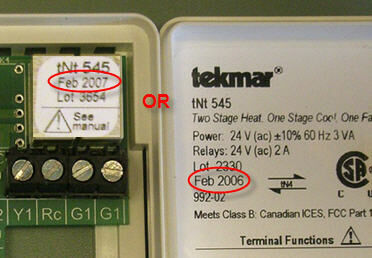 tNt 545
Feb 2007
Lot 3654
See
manual
Y1 Rc G1 G1
OR
tekmar®
tNt 545
Two Stage Heat, One Stage Cool, One
Power: 24 V (ac) ±10% 60 Hz 3 VA
Relays: 24 V (ac) 2 A
Lot 2330
Feb 2006
tN4
992-02
Meets Class B: Canadian ICES, FCC Part
Terminal Functions